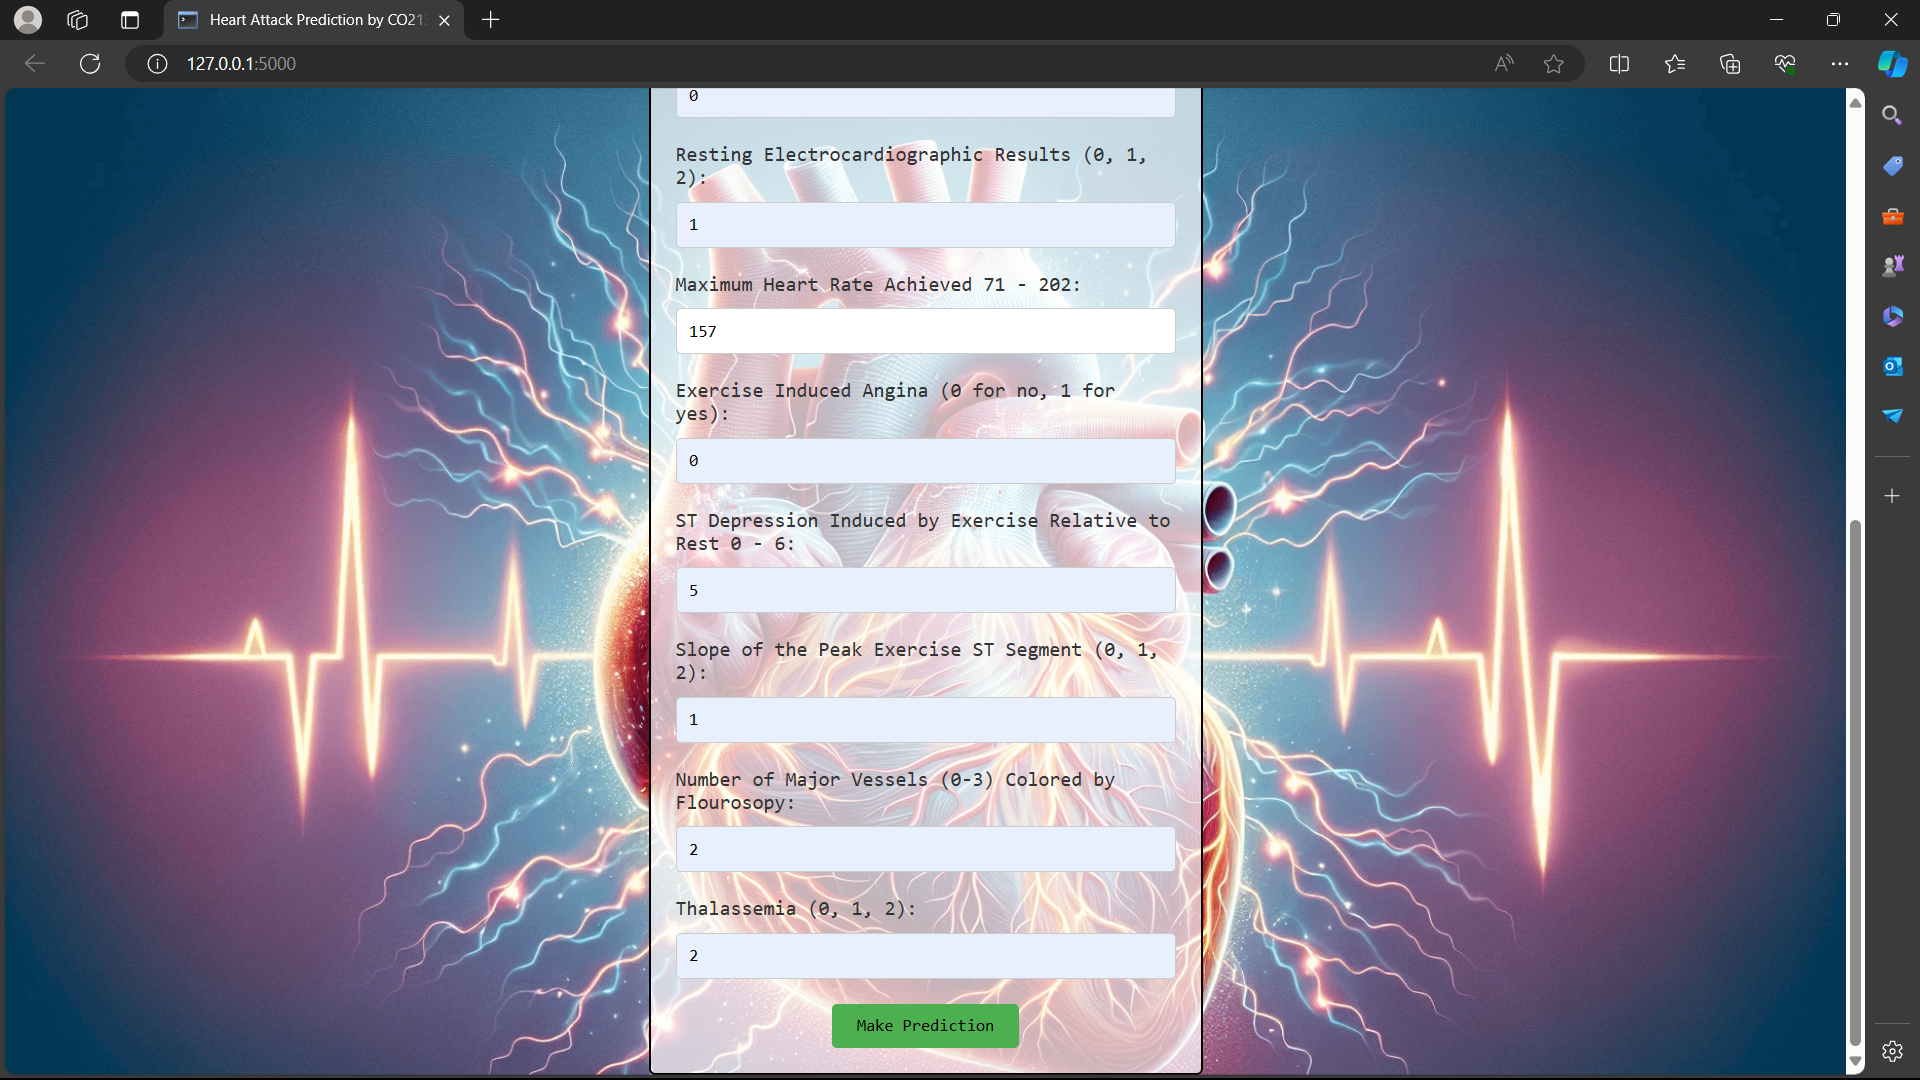 Heart Attack Prediction by CO21
127.0.0.1:5000
0
Resting Electrocardiographic Results (0, 1,
2):
1
Maximum Heart Rate Achieved 71 - 202:
157
Exercise Induced Angina (0 for no, 1 for
yes):
0
ST Depression Induced by Exercise Relative to
Rest 0 - 6:
5
Slope of the Peak Exercise ST Segment (0, 1,
2):
1
Number of Major Vessels (0-3) Colored by
Flourosopy:
2
Thalassemia (0, 1, 2):
2
Make Prediction